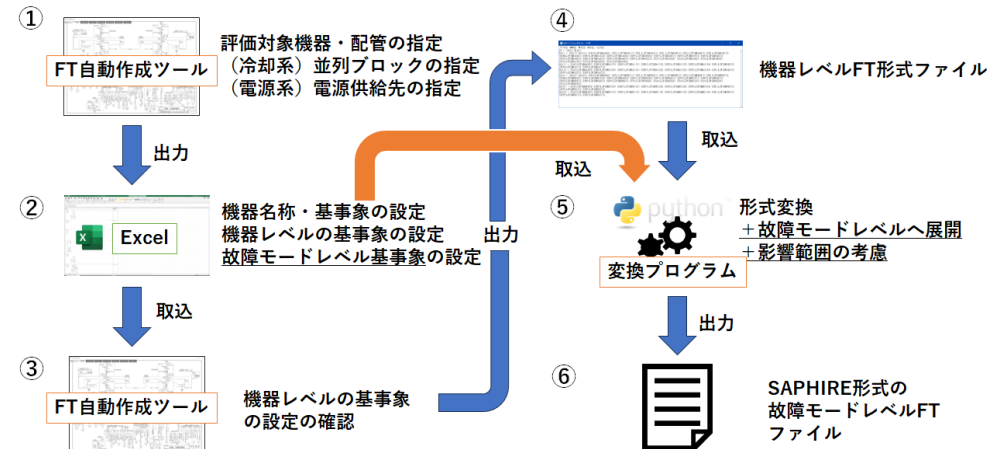 ①
FT自動作成ツール
評価対象機器・配管の指定
（冷却系）並列ブロックの指定
（電源系）電源供給先の指定
出力
②
Excel
機器名称・基事象の設定
機器レベルの基事象の設定
故障モードレベル基事象の設定
取込
③
FT自動作成ツール
機器レベルの基事象
の設定の確認
出力
④
機器レベルFT形式ファイル
取込
取込
⑤
python
変換プログラム
形式変換
＋故障モードレベルへ展開
＋影響範囲の考慮
出力
⑥
SAPHIRE形式の
故障モードレベルFT
ファイル